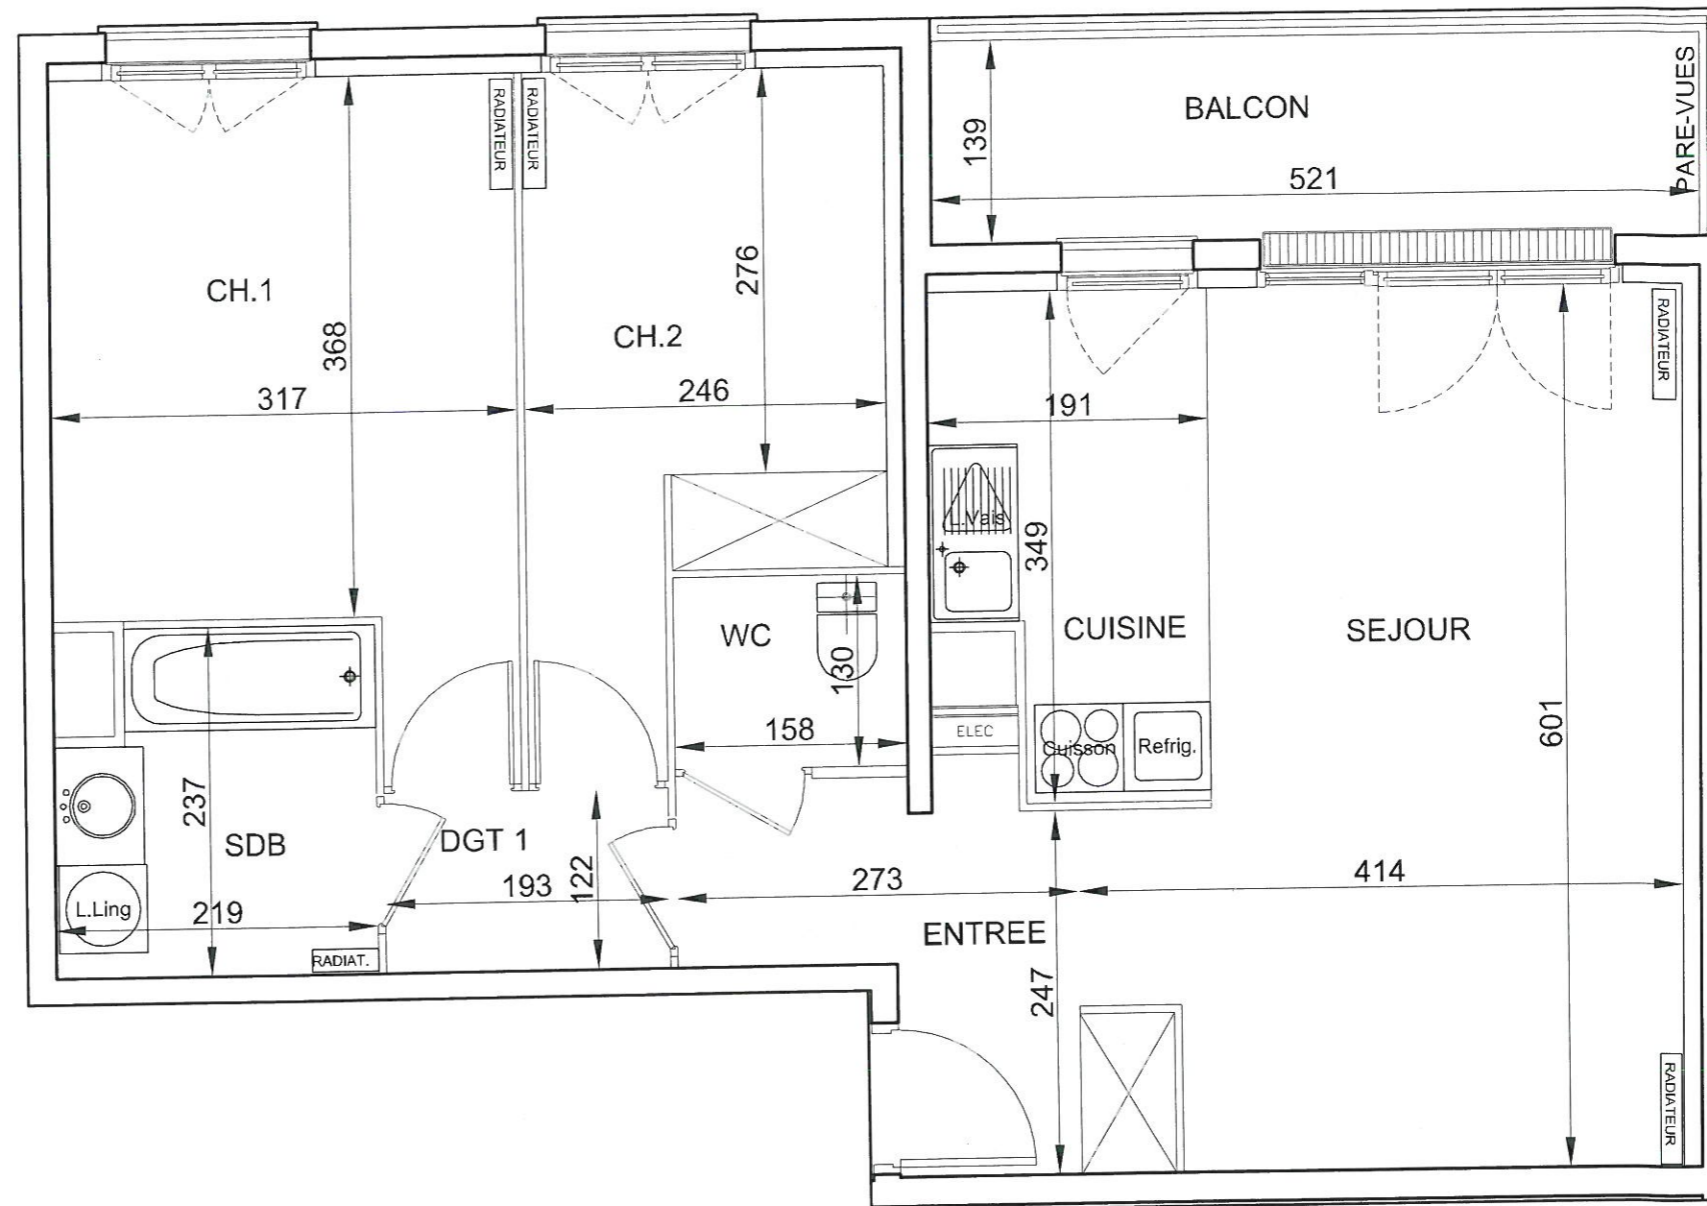 RADIATEUR
RADIATEUR
BALCON
PARE-VUES
139
521
CH.1
368
317
CH.2
276
246
RADIATEUR
191
L.Vais
349
CUISINE
SEJOUR
WC
130
158
ELEC
Cuisson
Refrig.
601
237
SDB
DGT 1
193
122
273
414
L.Ling
219
RADIAT.
ENTREE
247
RADIATEUR